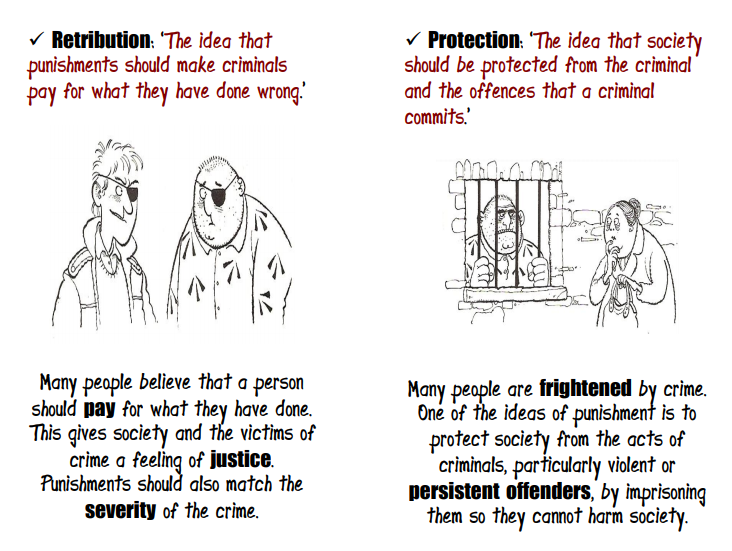 ✓ Retribution: ‘The idea that
punishments should make criminals
pay for what they have done wrong.’
Many people believe that a person
should pay for what they have done.
This gives society and the victims of
crime a feeling of justice.
Punishments should also match the
severity of the crime.
✓ Protection: ‘The idea that society
should be protected from the criminal
and the offences that a criminal
commits.’
Many people are frightened by crime.
One of the ideas of punishment is to
protect society from the acts of
criminals, particularly violent or
persistent offenders, by imprisoning
them so they cannot harm society.